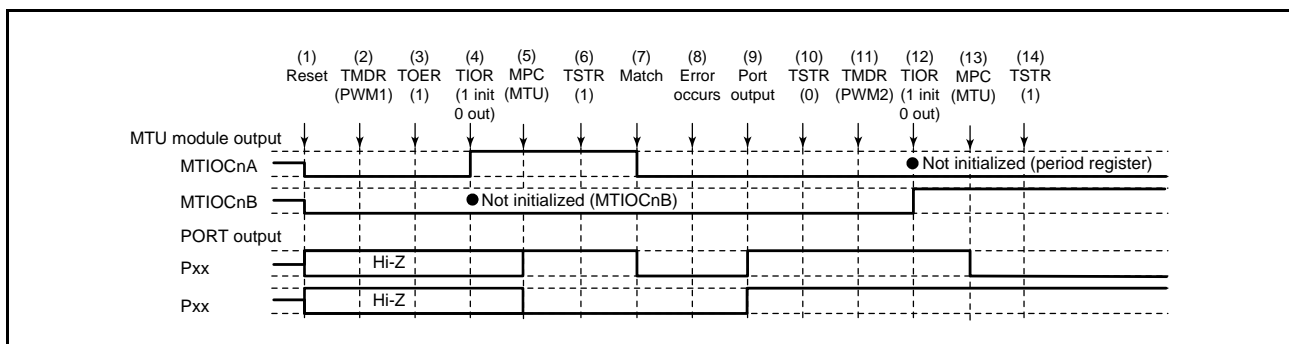 (1) (2) (3) (4) (5) (6) (7) (8) (9) (10) (11) (12) (13) (14)
Reset TMDR TOER TIOR MPC TSTR Match Error Port TSTR TMDR TIOR MPC TSTR
(PWM1) (1) (1 init (MTU) (1) occurs output (0) (PWM2) (1 init (MTU) (1)
0 out) 0 out)
MTU module output
MTIOCnA ● Not initialized (period register)
MTIOCnB ● Not initialized (MTIOCnB)
PORT output
Pxx Hi-Z
Pxx Hi-Z